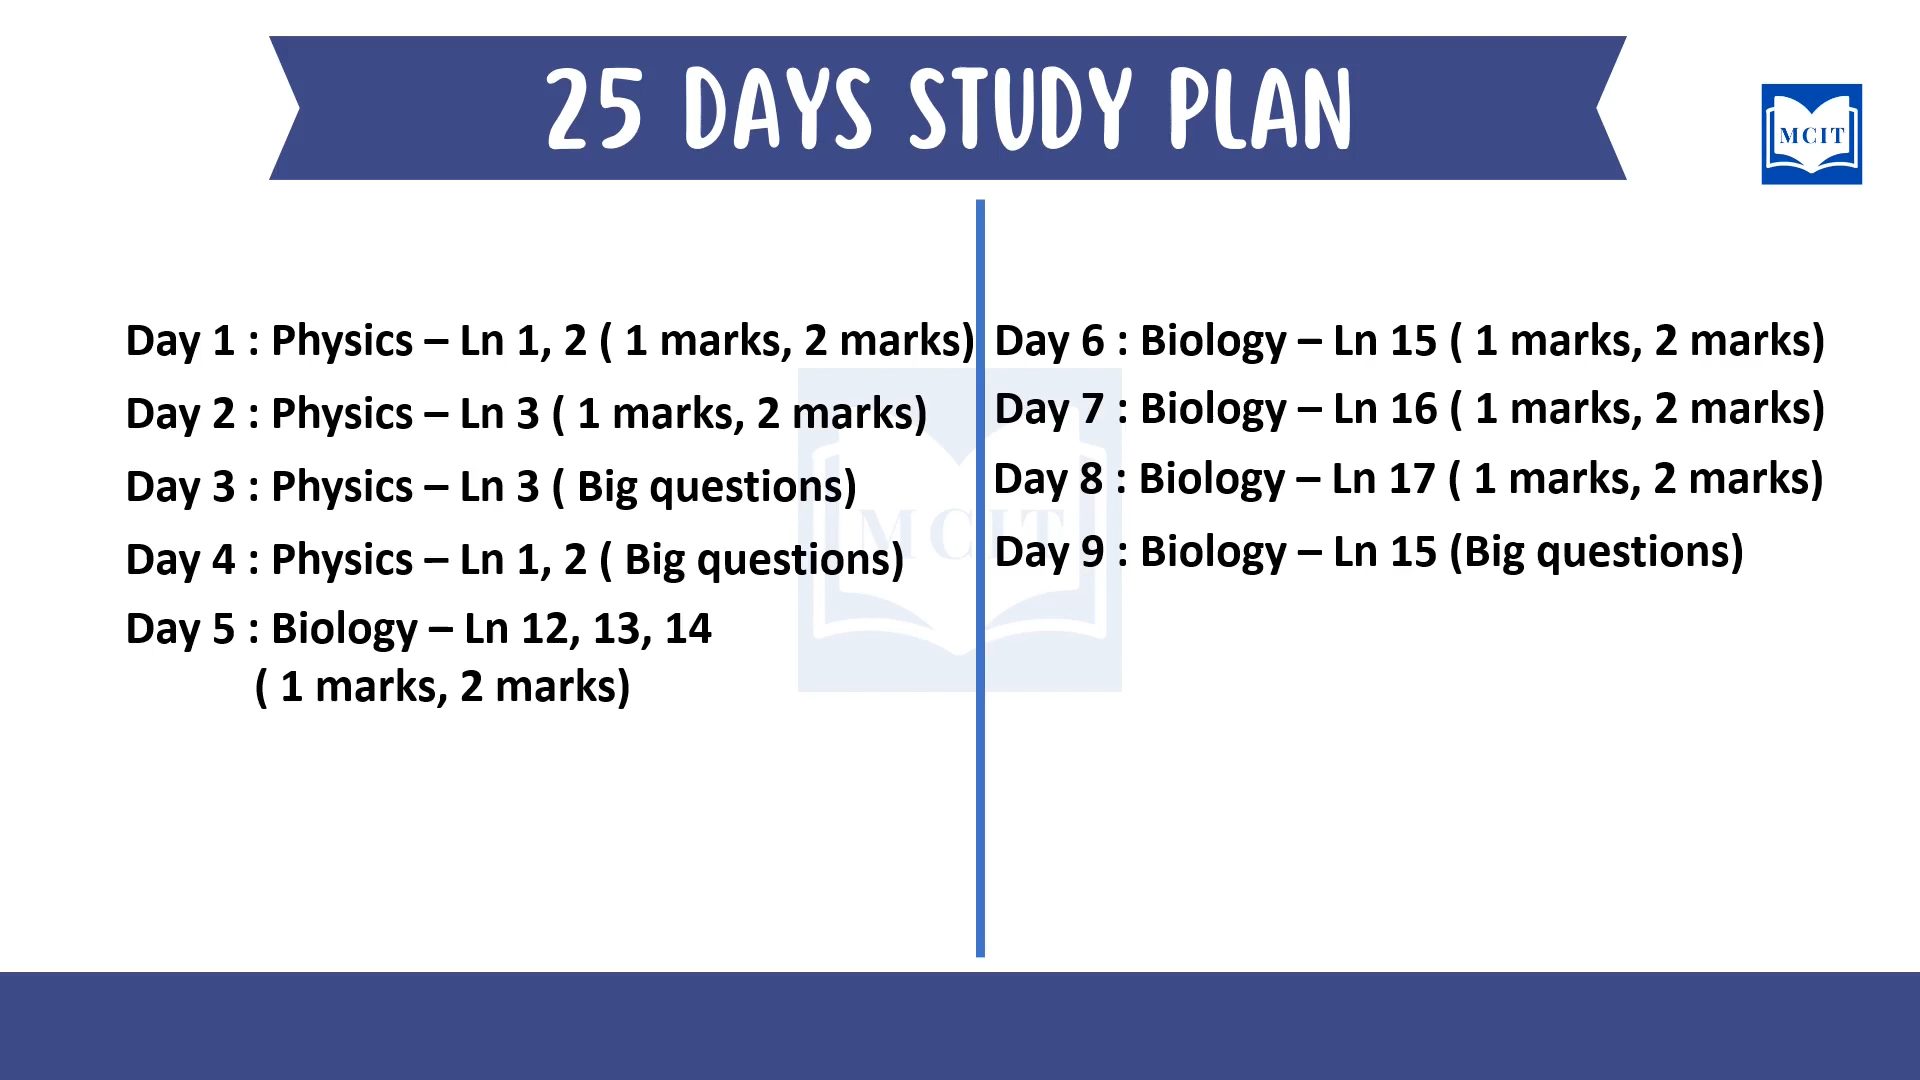 25 DAYS STUDY PLAN
MCIT
Day 1 : Physics – Ln 1, 2 ( 1 marks, 2 marks)
Day 2 : Physics – Ln 3 ( 1 marks, 2 marks)
Day 3 : Physics – Ln 3 ( Big questions)
Day 4 : Physics – Ln 1, 2 ( Big questions)
Day 5 : Biology – Ln 12, 13, 14
( 1 marks, 2 marks)
Day 6 : Biology – Ln 15 ( 1 marks, 2 marks)
Day 7 : Biology – Ln 16 ( 1 marks, 2 marks)
Day 8 : Biology – Ln 17 ( 1 marks, 2 marks)
Day 9 : Biology – Ln 15 (Big questions)
MCIT